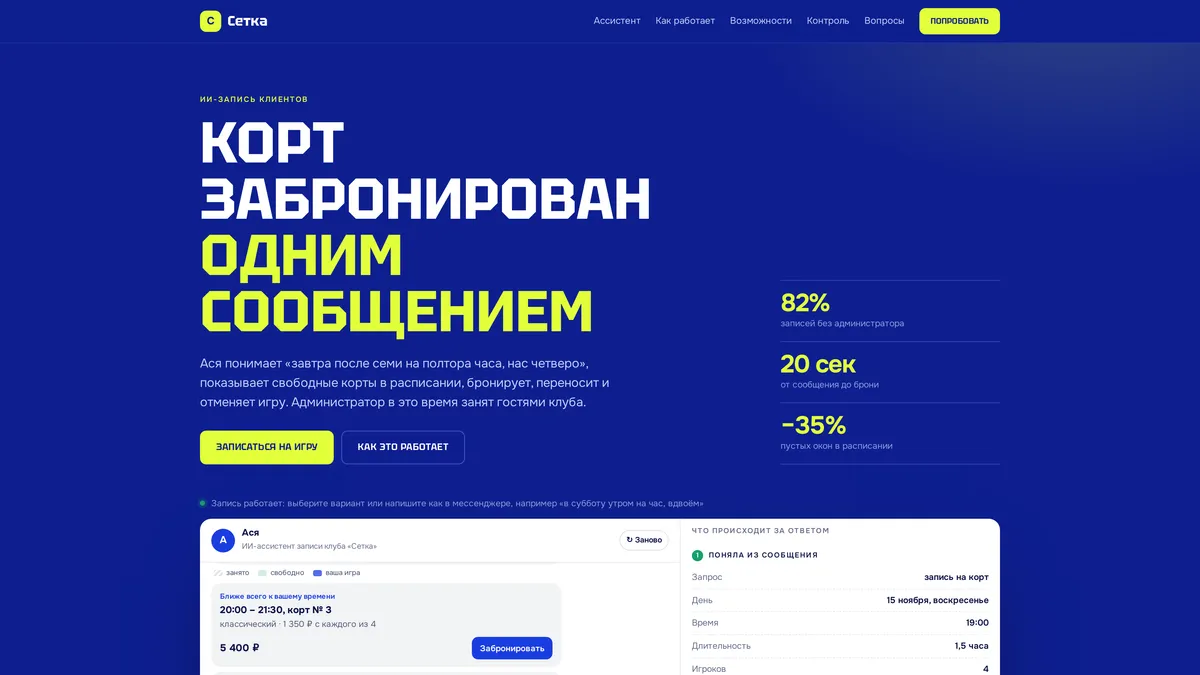 С Сетка
Ассистент Как работает Возможности Контроль Вопросы ПОПРОБОВАТЬ
ИИ-ЗАПИСЬ КЛИЕНТОВ
КОРТ
ЗАБРОНИРОВАН
ОДНИМ
СООБЩЕНИЕМ
Ася понимает «завтра после семи на полтора часа, нас четверо»,
показывает свободные корты в расписании, бронирует, переносит и
отменяет игру. Администратор в это время занят гостями клуба.
ЗАПИСАТЬСЯ НА ИГРУ КАК ЭТО РАБОТАЕТ
82%
записей без администратора
20 сек
от сообщения до брони
−35%
пустых окон в расписании
Запись работает: выберите вариант или напишите как в мессенджере, например «в субботу утром на час, вдвоём»
А Ася
ИИ-ассистент записи клуба «Сетка»
↻ Заново
занято свободно ваша игра
Ближе всего к вашему времени
20:00 – 21:30, корт № 3
классический · 1 350 ₽ с каждого из 4
5 400 ₽ Забронировать
ЧТО ПРОИСХОДИТ ЗА ОТВЕТОМ
1 ПОНЯЛА ИЗ СООБЩЕНИЯ
Запрос запись на корт
День 15 ноября, воскресенье
Время 19:00
Длительность 1,5 часа
Игроков 4